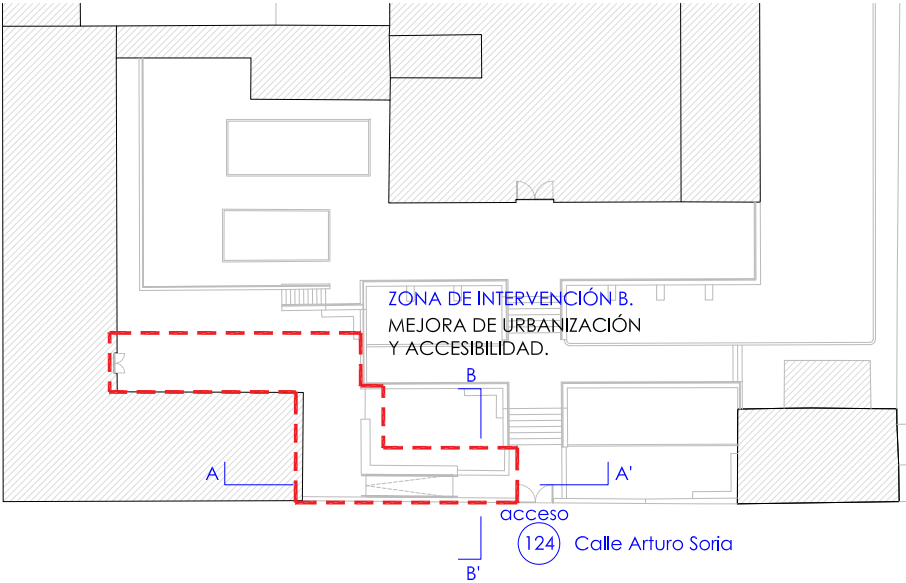 ZONA DE INTERVENCIÓN B.
MEJORA DE URBANIZACIÓN
Y ACCESIBILIDAD.
B
A
A'
acceso
124 Calle Arturo Soria
B'